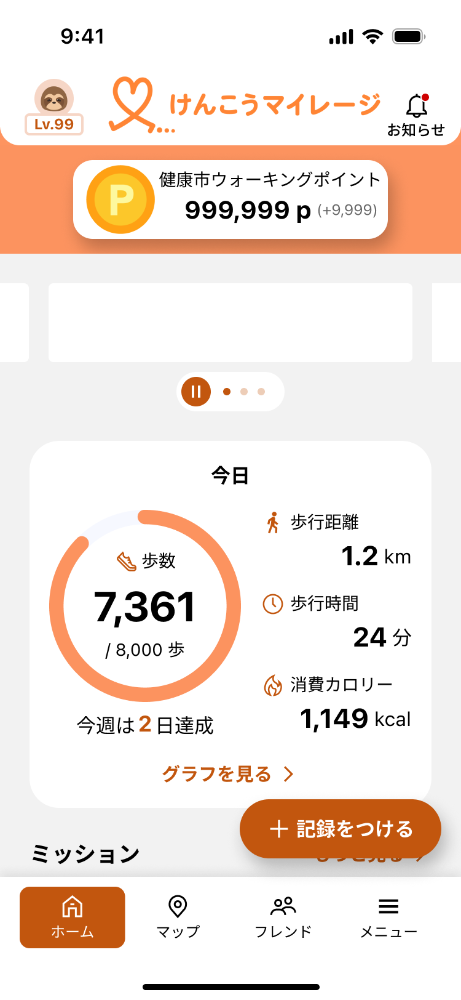 9:41
けんこうマイレージ
Lv.99
お知らせ
健康市ウォーキングポイント
P
999,999 p (+9,999)
今日
歩数
7,361
/ 8,000 歩
今週は2日達成
歩行距離
1.2 km
歩行時間
24 分
消費カロリー
1,149 kcal
グラフを見る
記録をつける
ミッション
ホーム
マップ
フレンド
メニュー